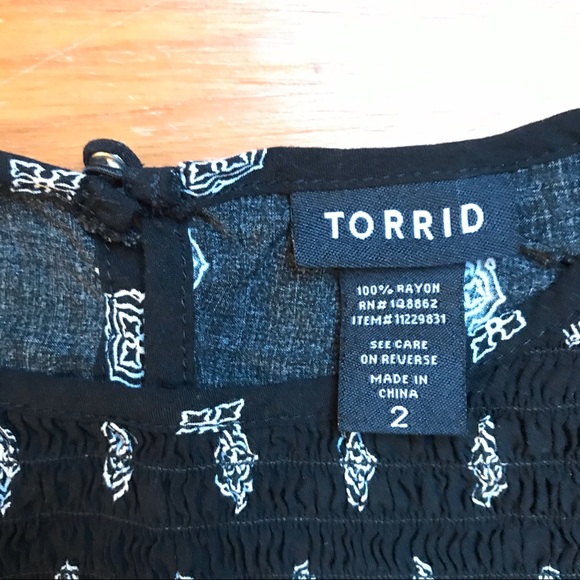 TORRID
100% RAYON
RN# 108862
ITEM# 11229831
SEE CARE
ON REVERSE
MADE IN
CHINA
2